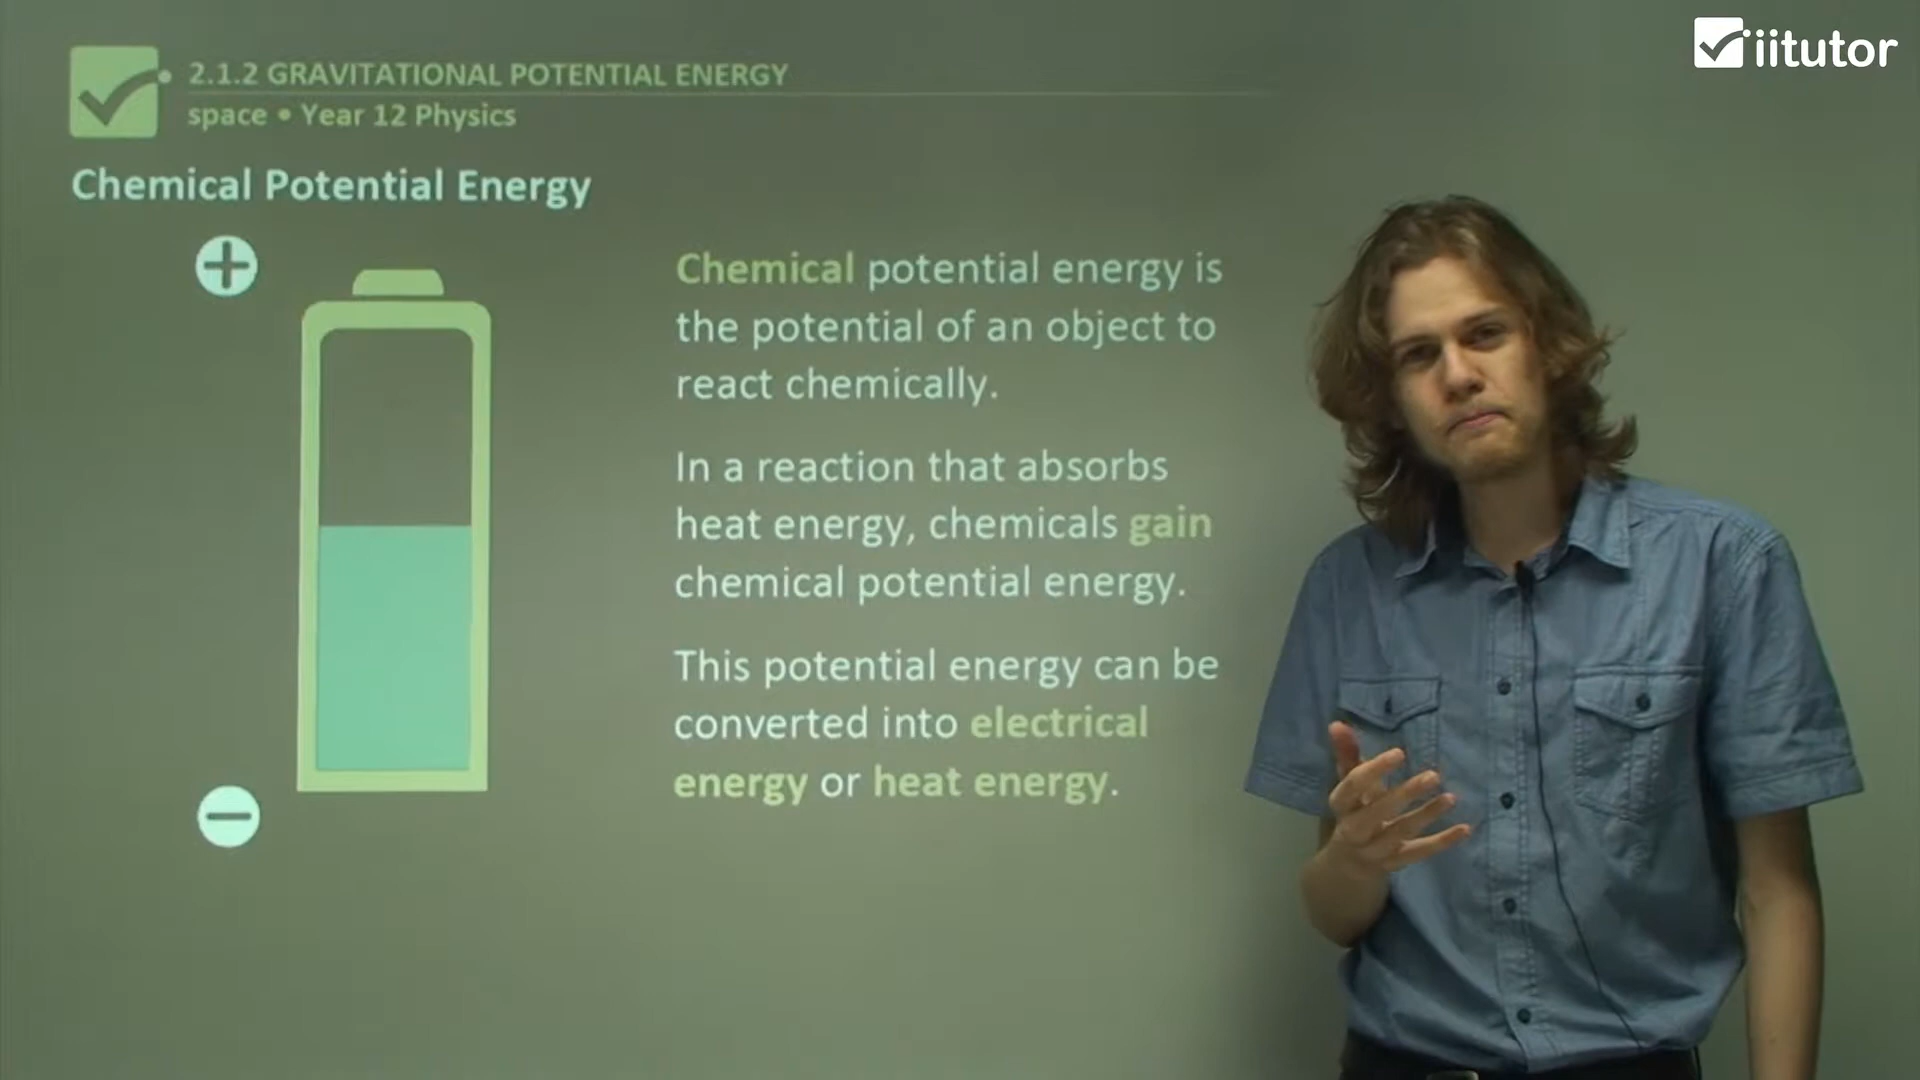 iitutor
2.1.2 GRAVITATIONAL POTENTIAL ENERGY
space • Year 12 Physics
Chemical Potential Energy
Chemical potential energy is
the potential of an object to
react chemically.
In a reaction that absorbs
heat energy, chemicals gain
chemical potential energy.
This potential energy can be
converted into electrical
energy or heat energy.